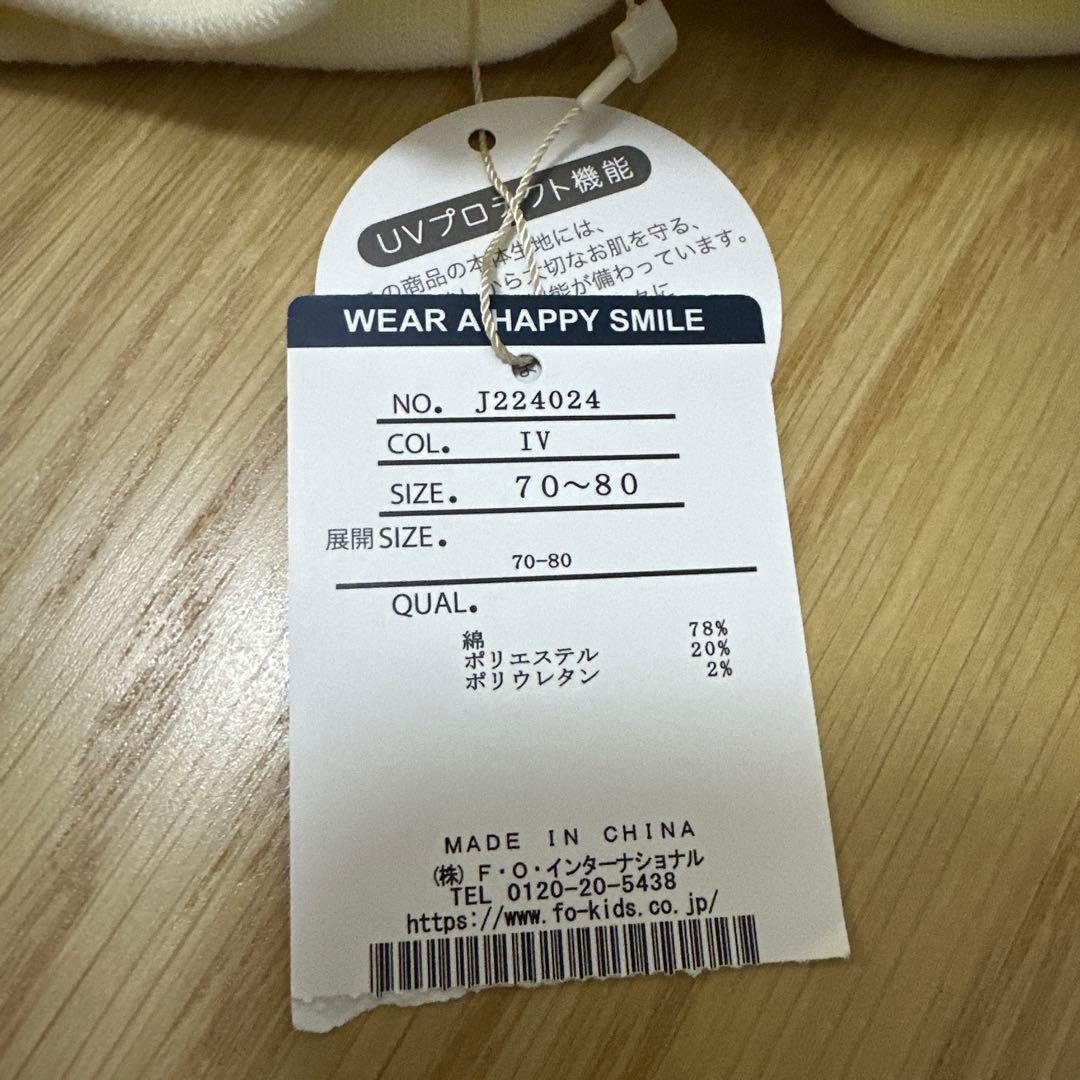 UVプロテクト機能
の商品の本体生地には、
から大切なお肌を守る、
能が備わっています。
WEAR A HAPPY SMILE
NO. J224024
COL. IV
SIZE. 70～80
展開SIZE.
70-80
QUAL.
綿 78%
ポリエステル 20%
ポリウレタン 2%
MADE IN CHINA
(株) F・O・インターナショナル
TEL 0120-20-5438
https://www.fo-kids.co.jp/